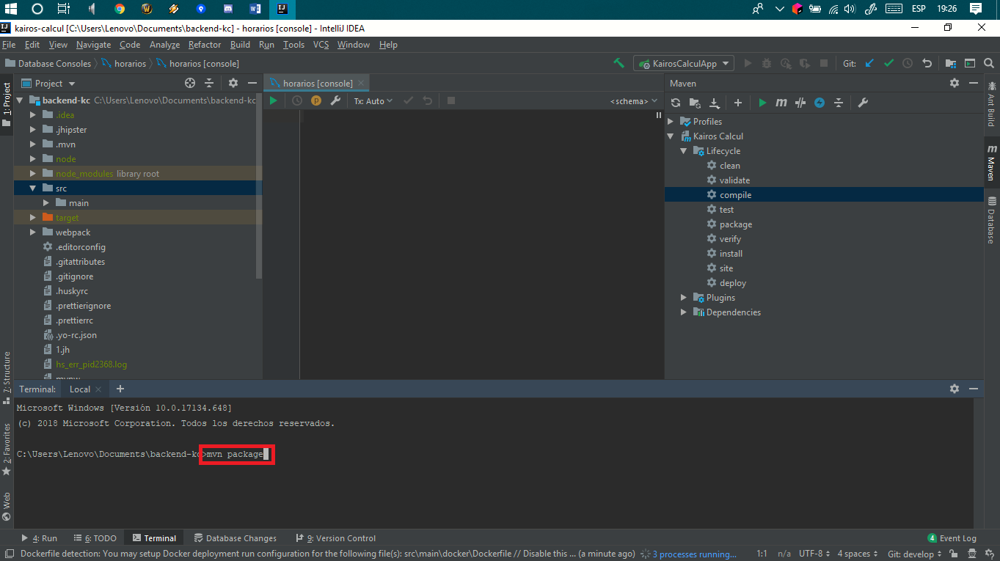 ESP 19:26
kairos-calcul [C:\Users\Lenovo\Documents\backend-kc] - horarios [console] - IntelliJ IDEA
File Edit View Navigate Code Analyze Refactor Build Run Tools VCS Window Help
Database Consoles horarios horarios [console] KairosCalculApp Git:
1: Project
7: Structure
2: Favorites
Web
Project
backend-kc C:\Users\Lenovo\Documents\backend-kc
.idea
.jhipster
.mvn
node
node_modules library root
src
main
target
webpack
.editorconfig
.gitattributes
.gitignore
.huskyrc
.prettierignore
.prettierrc
.yo-rc.json
1.jh
hs_err_pid2368.log
mvnw
horarios [console]
Tx: Auto <schema>
Maven
Profiles
Kairos Calcul
Lifecycle
clean
validate
compile
test
package
verify
install
site
deploy
Plugins
Dependencies
Ant Build
Maven
Database
Terminal: Local
Microsoft Windows [Versión 10.0.17134.648]
(c) 2018 Microsoft Corporation. Todos los derechos reservados.
C:\Users\Lenovo\Documents\backend-kc>mvn package
4: Run 6: TODO Terminal Database Changes 9: Version Control 4 Event Log
Dockerfile detection: You may setup Docker deployment run configuration for the following file(s): src\main\docker\Dockerfile // Disable this ... (a minute ago) 3 processes running... 1:1 n/a UTF-8 4 spaces Git: develop